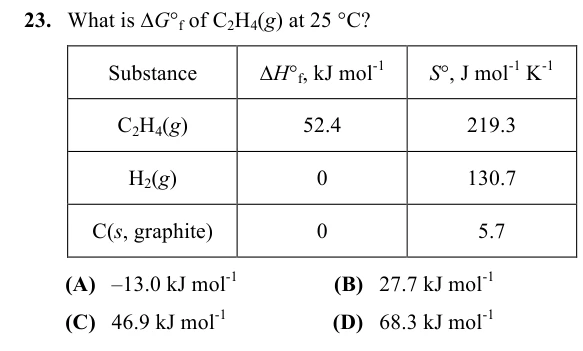 23. What is ΔG°f of C2H4(g) at 25 °C?
Substance ΔH°f, kJ mol-1 S°, J mol-1 K-1
C2H4(g) 52.4 219.3
H2(g) 0 130.7
C(s, graphite) 0 5.7
(A) –13.0 kJ mol-1 (B) 27.7 kJ mol-1
(C) 46.9 kJ mol-1 (D) 68.3 kJ mol-1